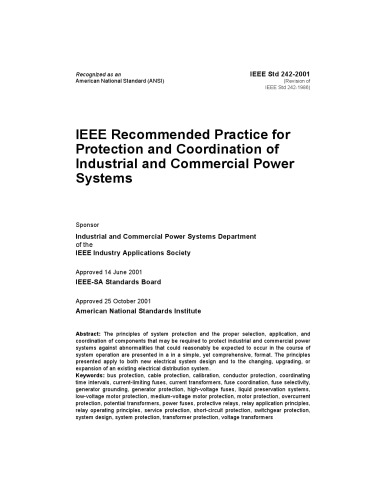 Recognized as an
American National Standard (ANSI)
IEEE Std 242-2001
(Revision of
IEEE Std 242-1986)
IEEE Recommended Practice for
Protection and Coordination of
Industrial and Commercial Power
Systems
Sponsor
Industrial and Commercial Power Systems Department
of the
IEEE Industry Applications Society
Approved 14 June 2001
IEEE-SA Standards Board
Approved 25 October 2001
American National Standards Institute
Abstract: The principles of system protection and the proper selection, application, and
coordination of components that may be required to protect industrial and commercial power
systems against abnormalities that could reasonably be expected to occur in the course of
system operation are presented in a in a simple, yet comprehensive, format. The principles
presented apply to both new electrical system design and to the changing, upgrading, or
expansion of an existing electrical distribution system.
Keywords: bus protection, cable protection, calibration, conductor protection, coordinating
time intervals, current-limiting fuses, current transformers, fuse coordination, fuse selectivity,
generator grounding, generator protection, high-voltage fuses, liquid preservation systems,
low-voltage motor protection, medium-voltage motor protection, motor protection, overcurrent
protection, potential transformers, power fuses, protective relays, relay application principles,
relay operating principles, service protection, short-circuit protection, switchgear protection,
system design, system protection, transformer protection, voltage transformers